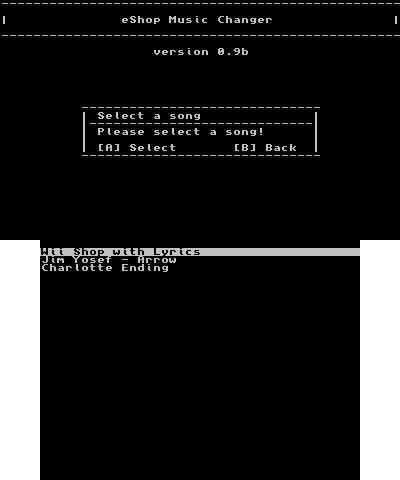 eShop Music Changer
version 0.9b
Select a song
Please select a song!
[A] Select [B] Back
Wii Shop with Lyrics
Jim Yosef - Arrow
Charlotte Ending